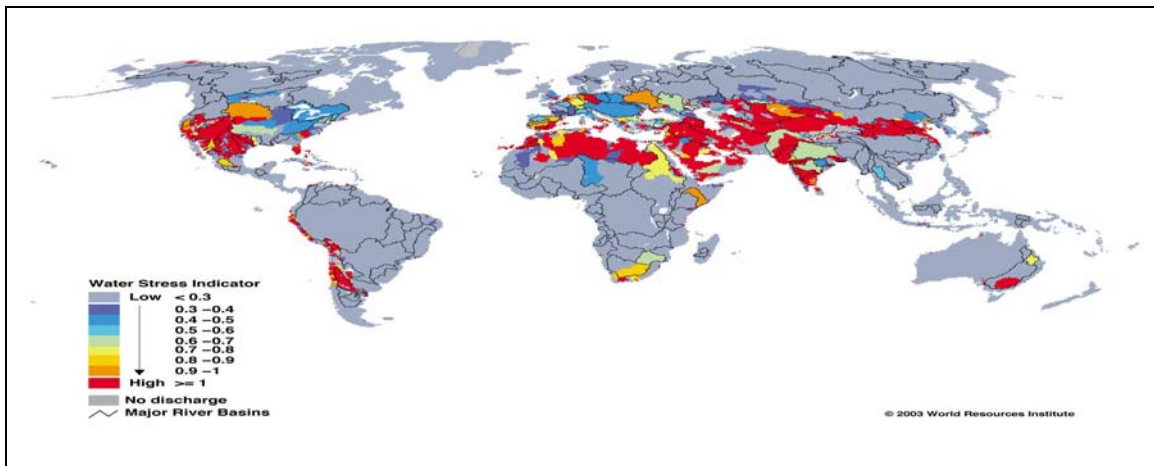 Water Stress Indicator
Low < 0.3
0.3 –0.4
0.4 –0.5
0.5 –0.6
0.6 –0.7
0.7 –0.8
0.8 –0.9
0.9 –1
High >= 1
No discharge
Major River Basins
© 2003 World Resources Institute